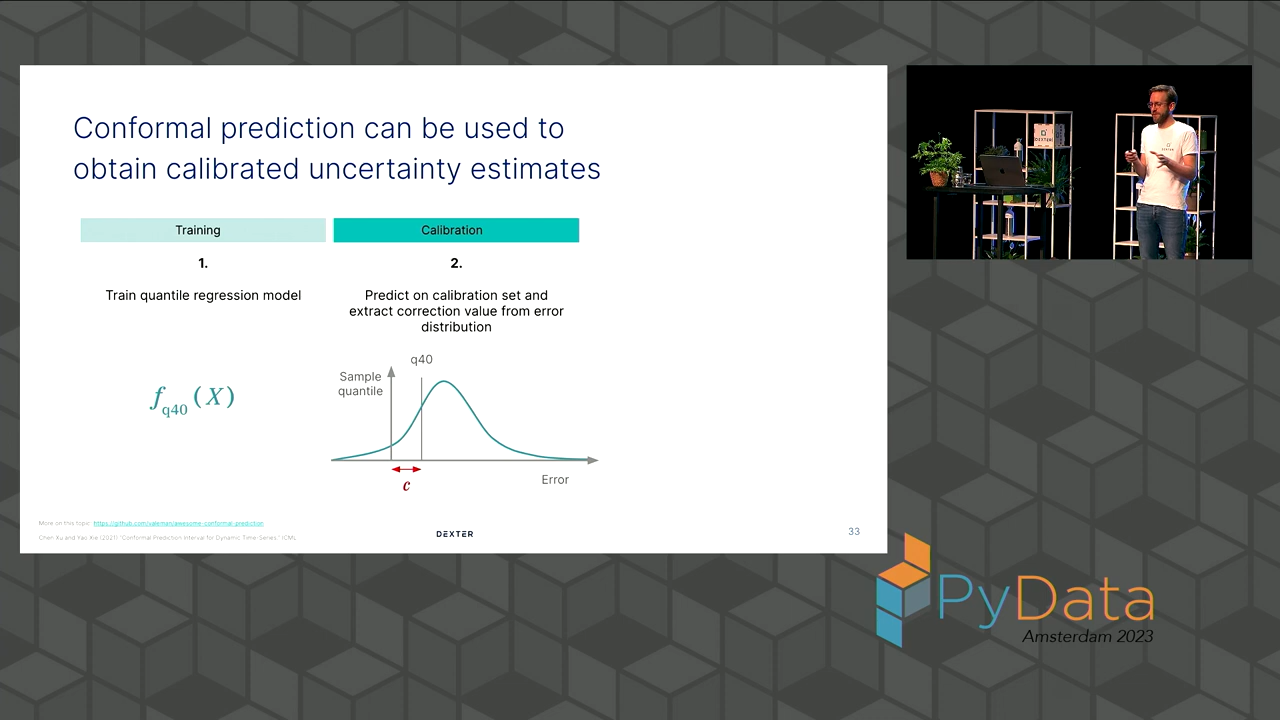 Conformal prediction can be used to
obtain calibrated uncertainty estimates
Training
Calibration
1.
2.
Train quantile regression model
Predict on calibration set and
extract correction value from error
distribution
f q40 (X)
q40
Sample
quantile
c
Error
More on this topic: https://github.com/valeman/awesome-conformal-prediction
Chen Xu and Yao Xie (2021) "Conformal Prediction Interval for Dynamic Time-Series." ICML
DEXTER
33
DEXTER
PyData
Amsterdam 2023